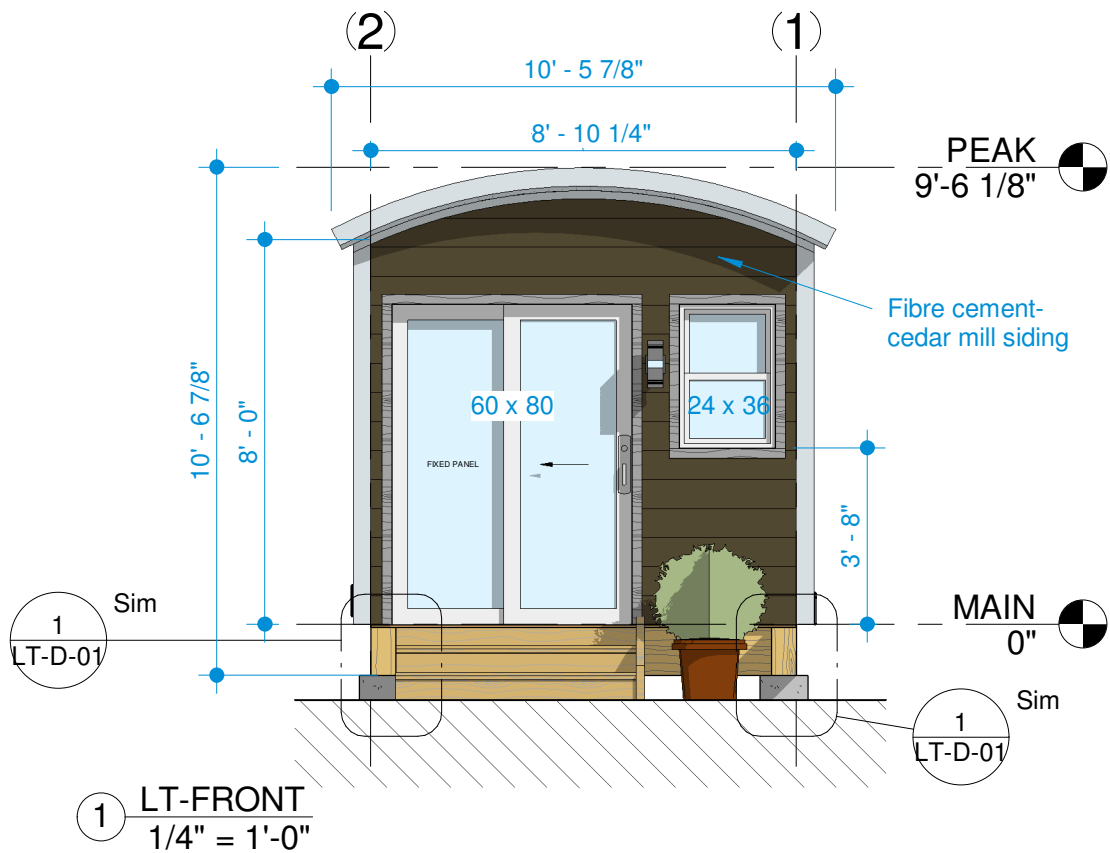 (2)
(1)
10' - 5 7/8"
8' - 10 1/4"
PEAK
9'-6 1/8"
Fibre cement-
cedar mill siding
10' - 6 7/8"
8' - 0"
60 x 80
24 x 36
FIXED PANEL
3' - 8"
Sim
1
LT-D-01
MAIN
0"
Sim
1
LT-D-01
1
LT-FRONT
1/4" = 1'-0"